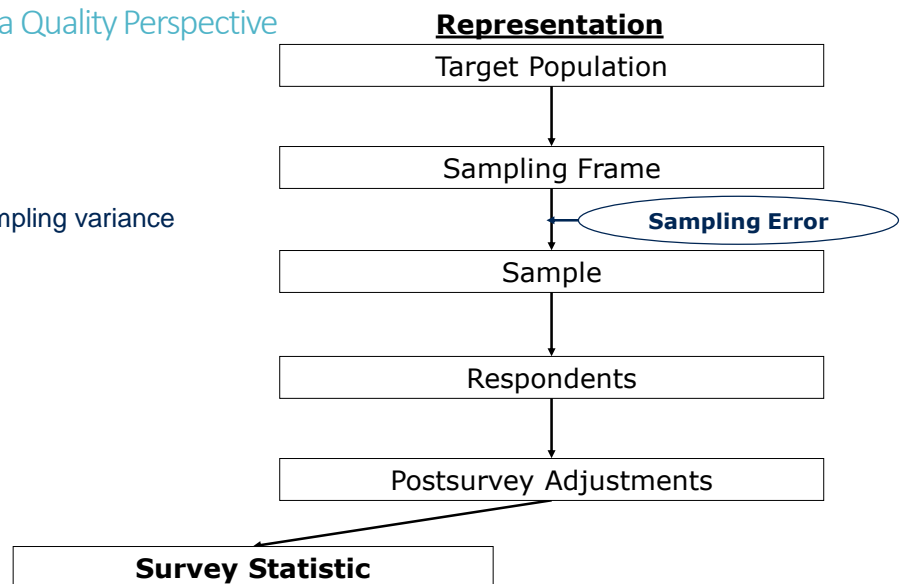 a Quality Perspective
Representation
Target Population
Sampling Frame
mpling variance
Sampling Error
Sample
Respondents
Postsurvey Adjustments
Survey Statistic